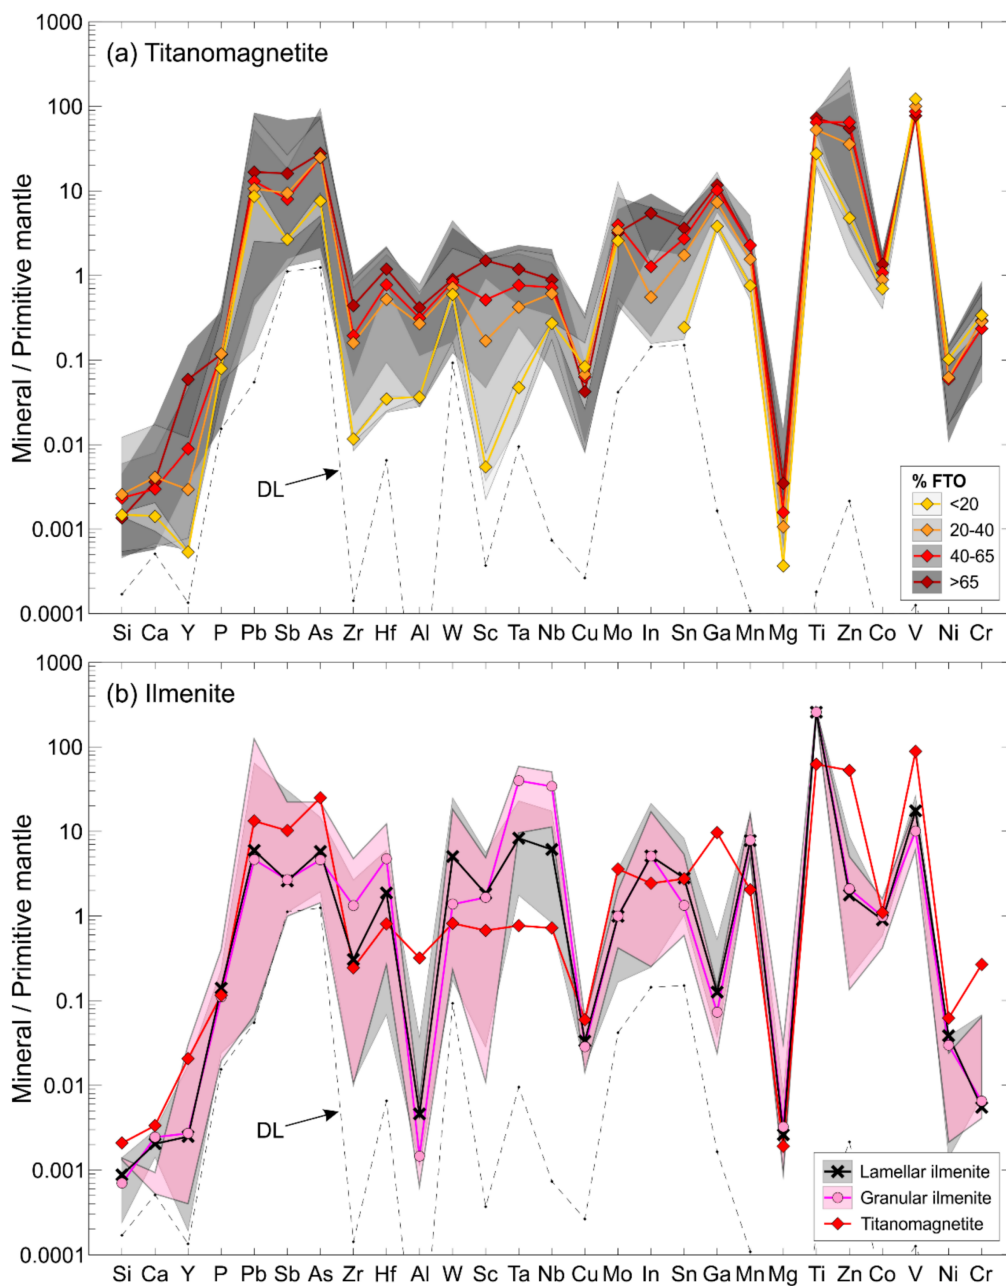 (a) Titanomagnetite
Mineral / Primitive mantle
1000
100
10
1
0.1
0.01
0.001
0.0001
DL
% FTO
<20
20-40
40-65
>65
Si Ca Y P Pb Sb As Zr Hf Al W Sc Ta Nb Cu Mo In Sn Ga Mn Mg Ti Zn Co V Ni Cr
(b) Ilmenite
Mineral / Primitive mantle
1000
100
10
1
0.1
0.01
0.001
0.0001
DL
Lamellar ilmenite
Granular ilmenite
Titanomagnetite
Si Ca Y P Pb Sb As Zr Hf Al W Sc Ta Nb Cu Mo In Sn Ga Mn Mg Ti Zn Co V Ni Cr